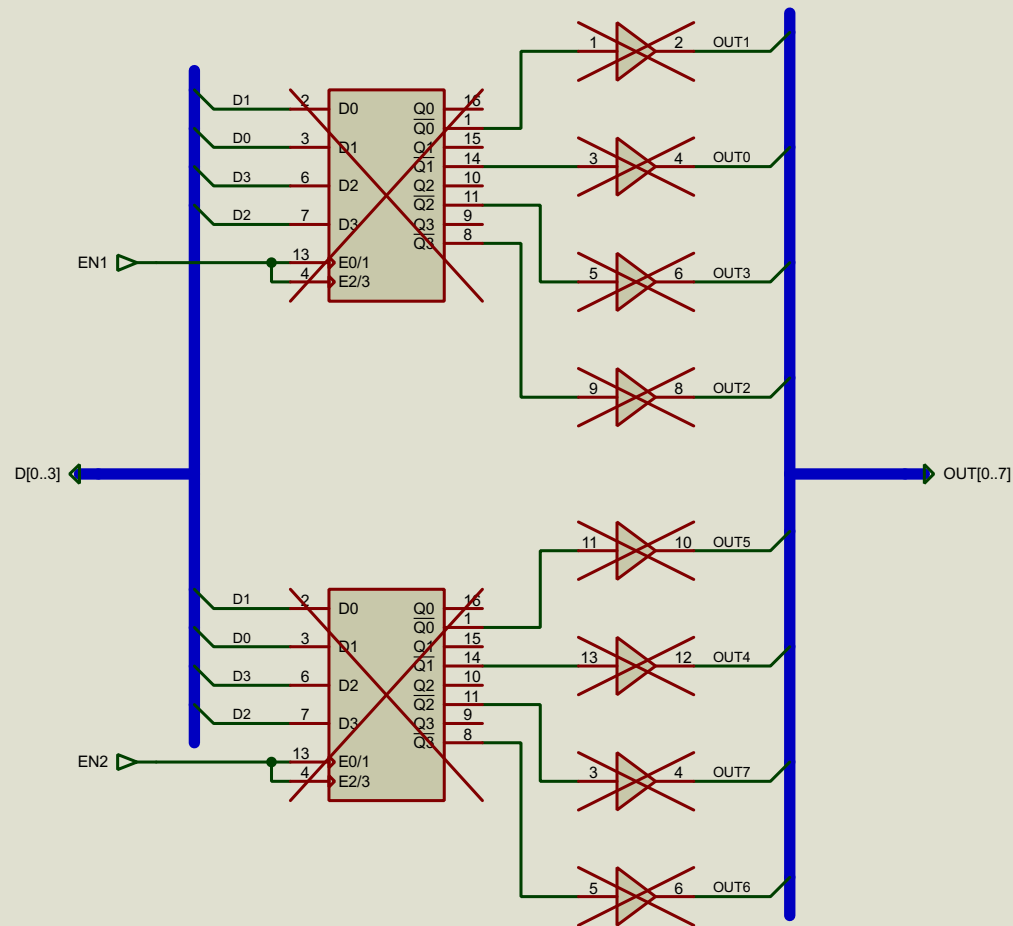 1 2 OUT1
D1 2 D0 Q0 16
Q0 1
D0 3 D1 Q1 15
Q1 14 3 4 OUT0
D3 6 D2 Q2 10
Q2 11
D2 7 D3 Q3 9
Q3 8
EN1 13 E0/1
4 E2/3
5 6 OUT3
9 8 OUT2
D[0..3] OUT[0..7]
11 10 OUT5
D1 2 D0 Q0 16
Q0 1
D0 3 D1 Q1 15
Q1 14 13 12 OUT4
D3 6 D2 Q2 10
Q2 11
D2 7 D3 Q3 9
Q3 8
EN2 13 E0/1
4 E2/3
3 4 OUT7
5 6 OUT6